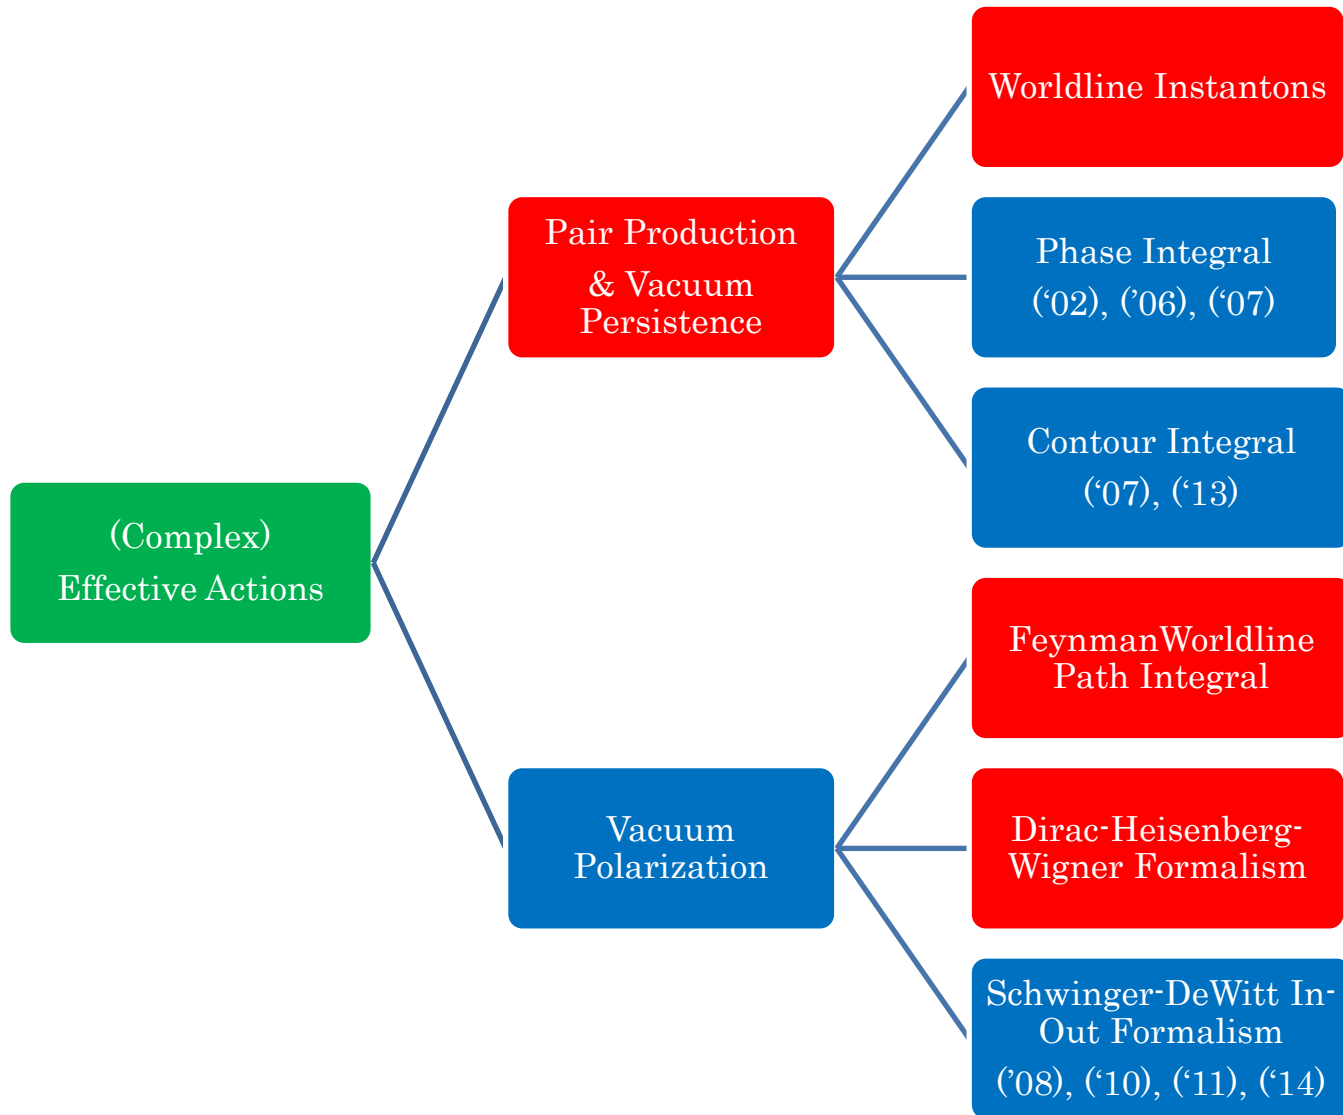 Worldline Instantons
Pair Production
& Vacuum
Persistence
Phase Integral
(‘02), (’06), (‘07)
Contour Integral
(‘07), (‘13)
(Complex)
Effective Actions
FeynmanWorldline
Path Integral
Vacuum
Polarization
Dirac-Heisenberg-
Wigner Formalism
Schwinger-DeWitt In-
Out Formalism
(’08), (‘10), (‘11), (‘14)